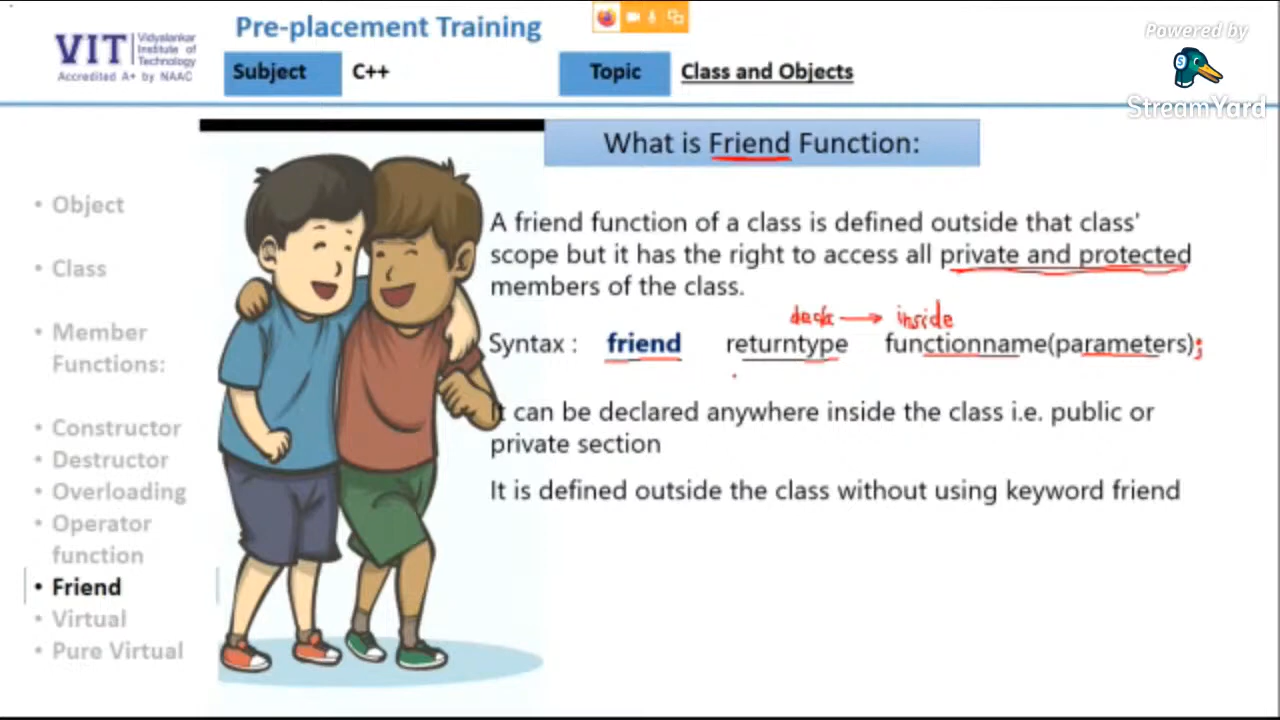 Pre-placement Training
VIT
Vidyalankar
Institute of
Technology
Accredited A+ by NAAC
Subject C++ Topic Class and Objects
Powered by
StreamYard
What is Friend Function:
• Object
• Class
• Member
Functions:
• Constructor
• Destructor
• Overloading
• Operator
function
• Friend
• Virtual
• Pure Virtual
A friend function of a class is defined outside that class'
scope but it has the right to access all private and protected
members of the class.
inside
Syntax : friend returntype functionname(parameters);
It can be declared anywhere inside the class i.e. public or
private section
It is defined outside the class without using keyword friend